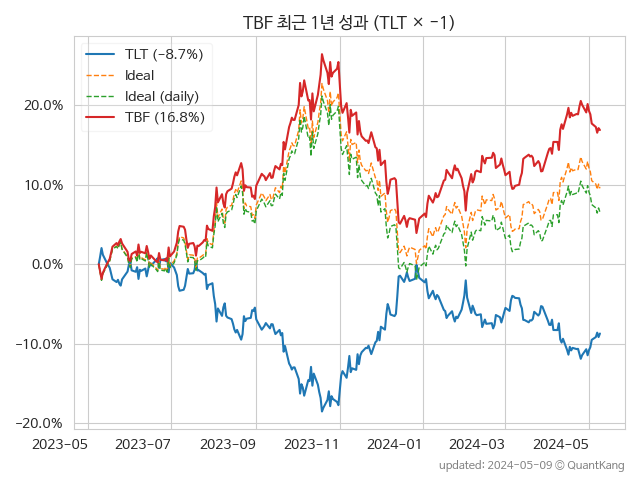 TBF 최근 1년 성과 (TLT × −1)
TLT (−8.7%)
Ideal
Ideal (daily)
TBF (16.8%)
20.0%
10.0%
0.0%
−10.0%
−20.0%
2023−05 2023−07 2023−09 2023−11 2024−01 2024−03 2024−05
updated: 2024−05−09 © QuantKang